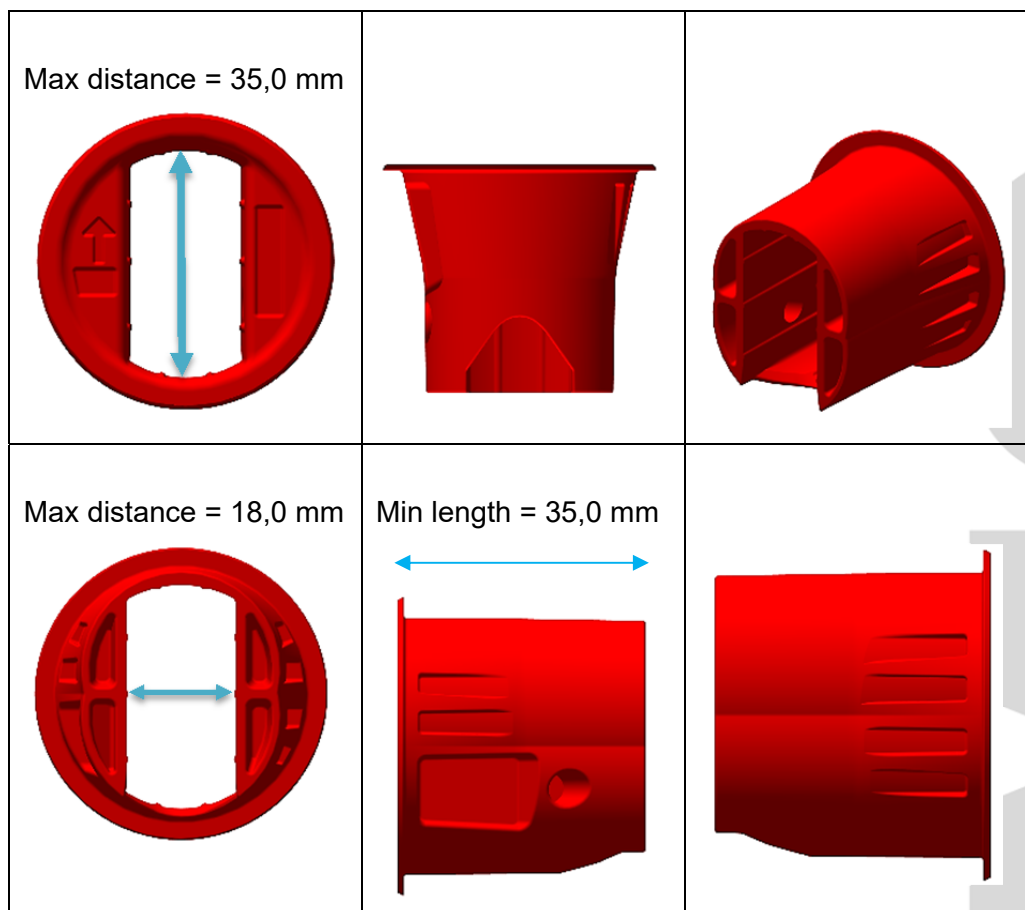 Max distance = 35,0 mm
Max distance = 18,0 mm
Min length = 35,0 mm